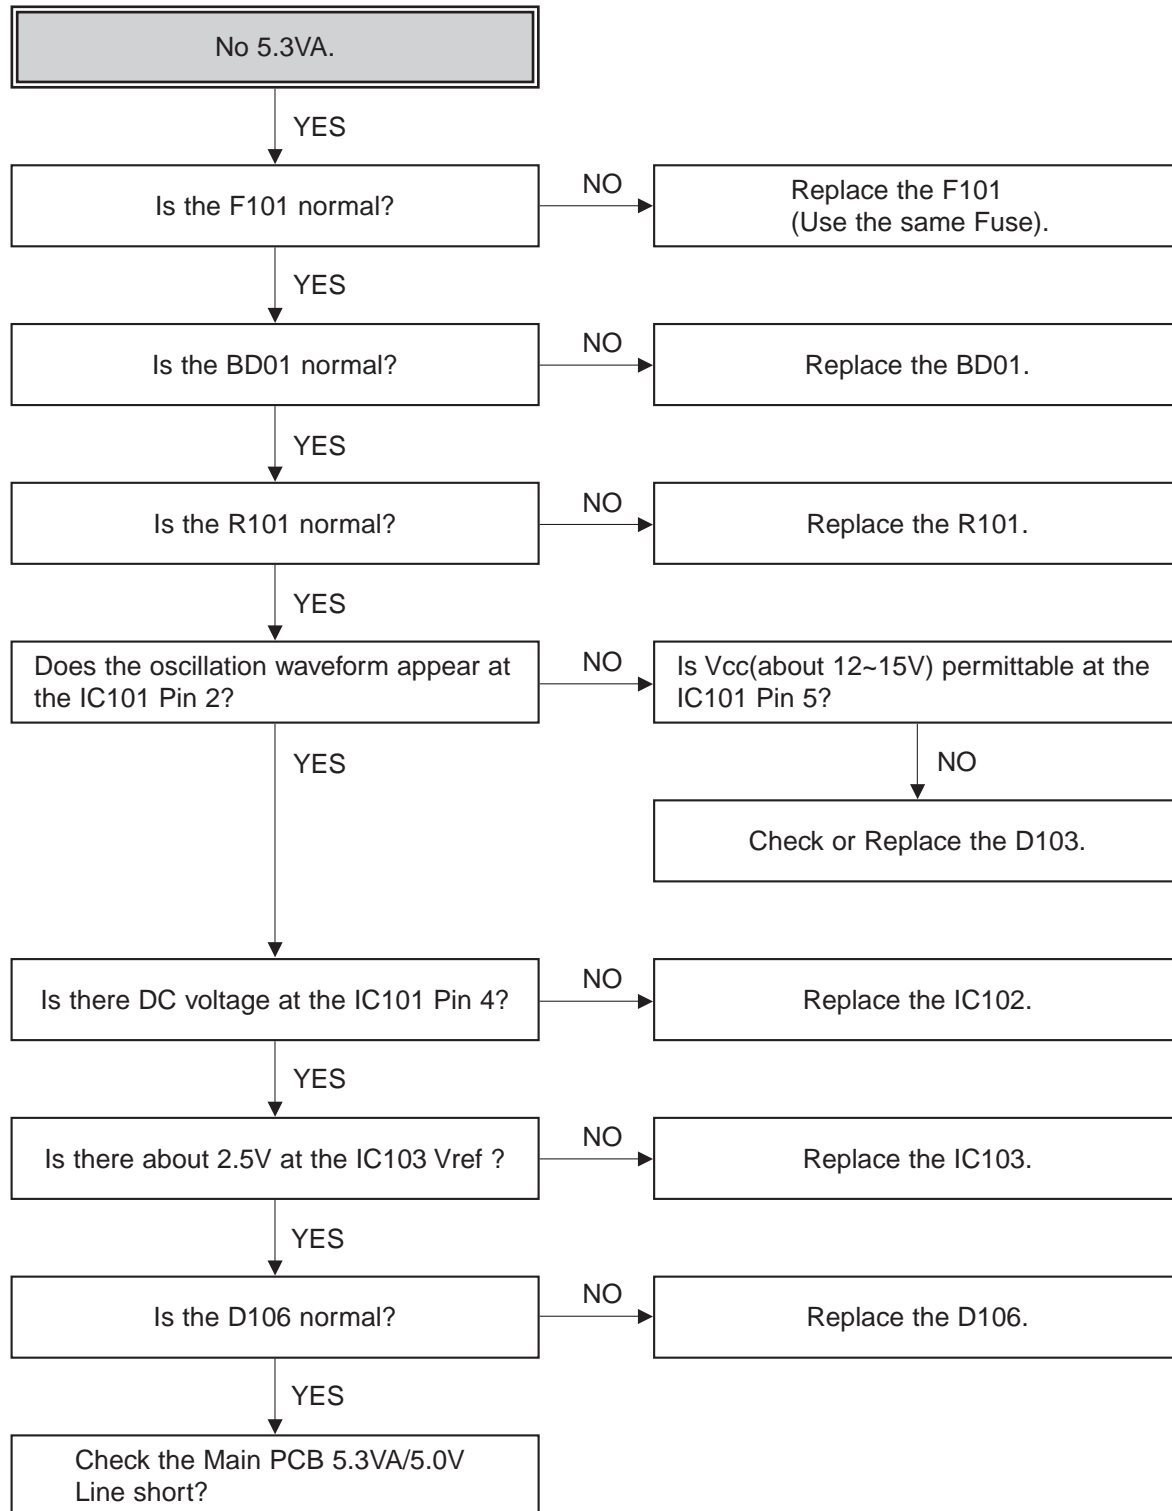 No 5.3VA.
YES
Is the F101 normal?
NO
Replace the F101
(Use the same Fuse).
YES
Is the BD01 normal?
NO
Replace the BD01.
YES
Is the R101 normal?
NO
Replace the R101.
YES
Does the oscillation waveform appear at
the IC101 Pin 2?
NO
Is Vcc(about 12~15V) permittable at the
IC101 Pin 5?
YES
NO
Check or Replace the D103.
Is there DC voltage at the IC101 Pin 4?
NO
Replace the IC102.
YES
Is there about 2.5V at the IC103 Vref ?
NO
Replace the IC103.
YES
Is the D106 normal?
NO
Replace the D106.
YES
Check the Main PCB 5.3VA/5.0V
Line short?